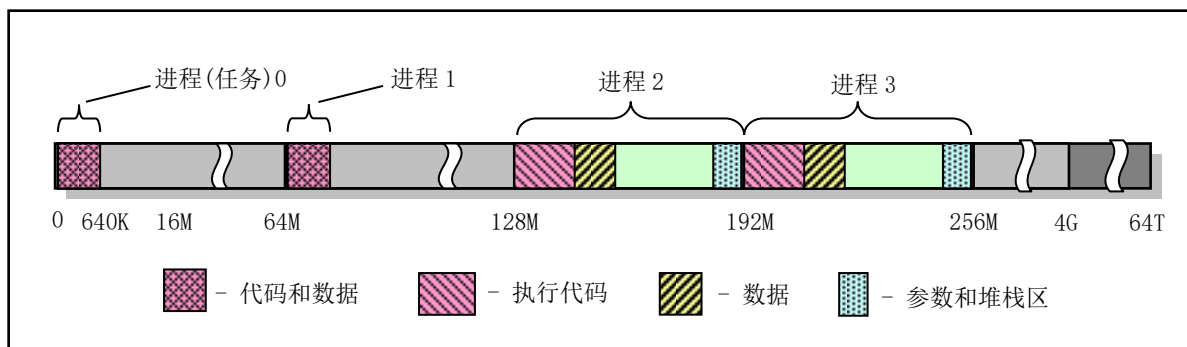 进程(任务)0
进程 1
进程 2
进程 3
0 640K 16M 64M 128M 192M 256M 4G 64T
- 代码和数据 - 执行代码 - 数据 - 参数和堆栈区